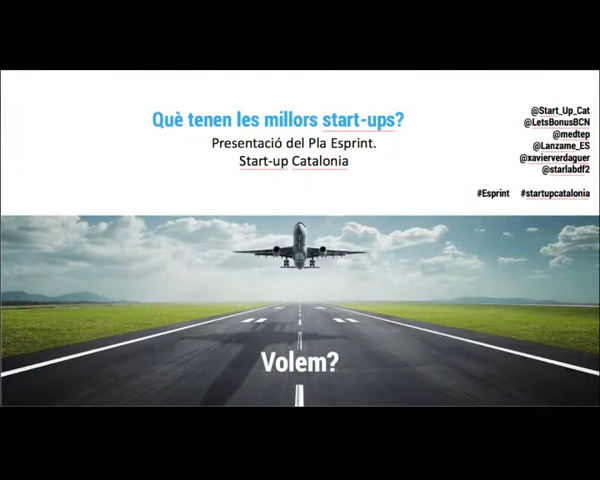 Què tenen les millors start-ups?
Presentació del Pla Esprint.
Start-up Catalonia
@Start_Up_Cat
@LetsBonusBCN
@medtep
@Lanzame_ES
@xavierverdaguer
@starlabdf2
#Esprint #startupcatalonia
Volem?